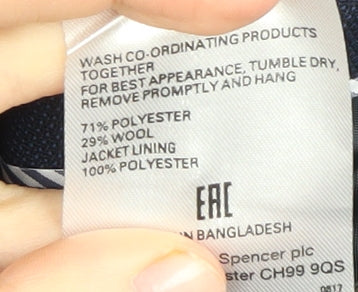 WASH CO-ORDINATING PRODUCTS
TOGETHER
FOR BEST APPEARANCE, TUMBLE DRY,
REMOVE PROMPTLY AND HANG
71% POLYESTER
29% WOOL
JACKET LINING
100% POLYESTER
EAC
N BANGLADESH
Spencer plc
ster CH99 9QS
0817